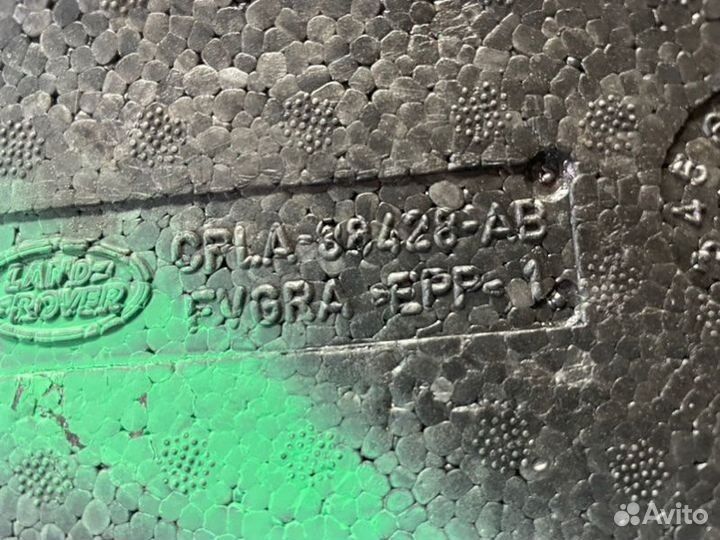 LAND-
ROVER
CPLA-38428-AB
FVGRA -EPP- 1
Avito